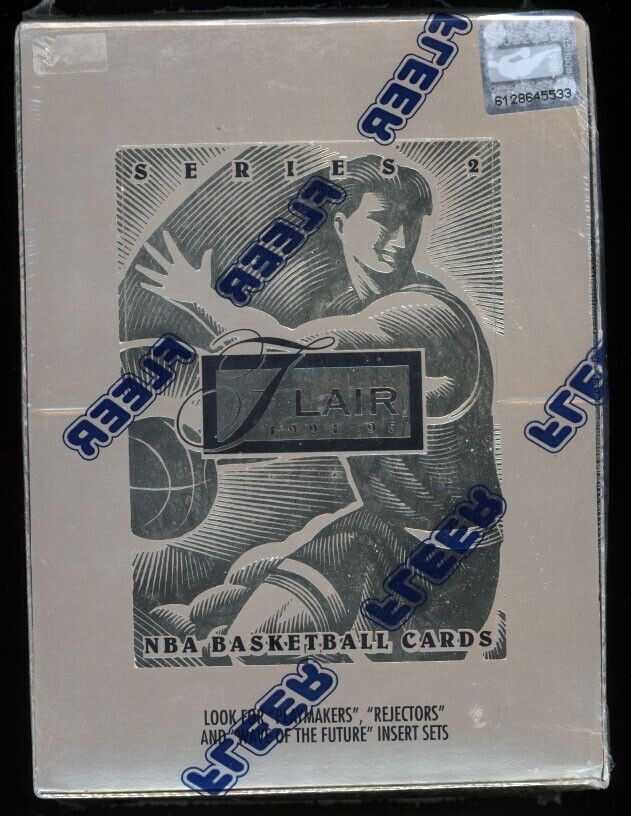 FLEER
6128645533
SERIES 2
FLEER
FLAIR
1994 95
FLEER
FLEER
FLEER
NBA BASKETBALL CARDS
FLEER
LOOK FOR "PLAYMAKERS", "REJECTORS"
AND "WAVE OF THE FUTURE" INSERT SETS